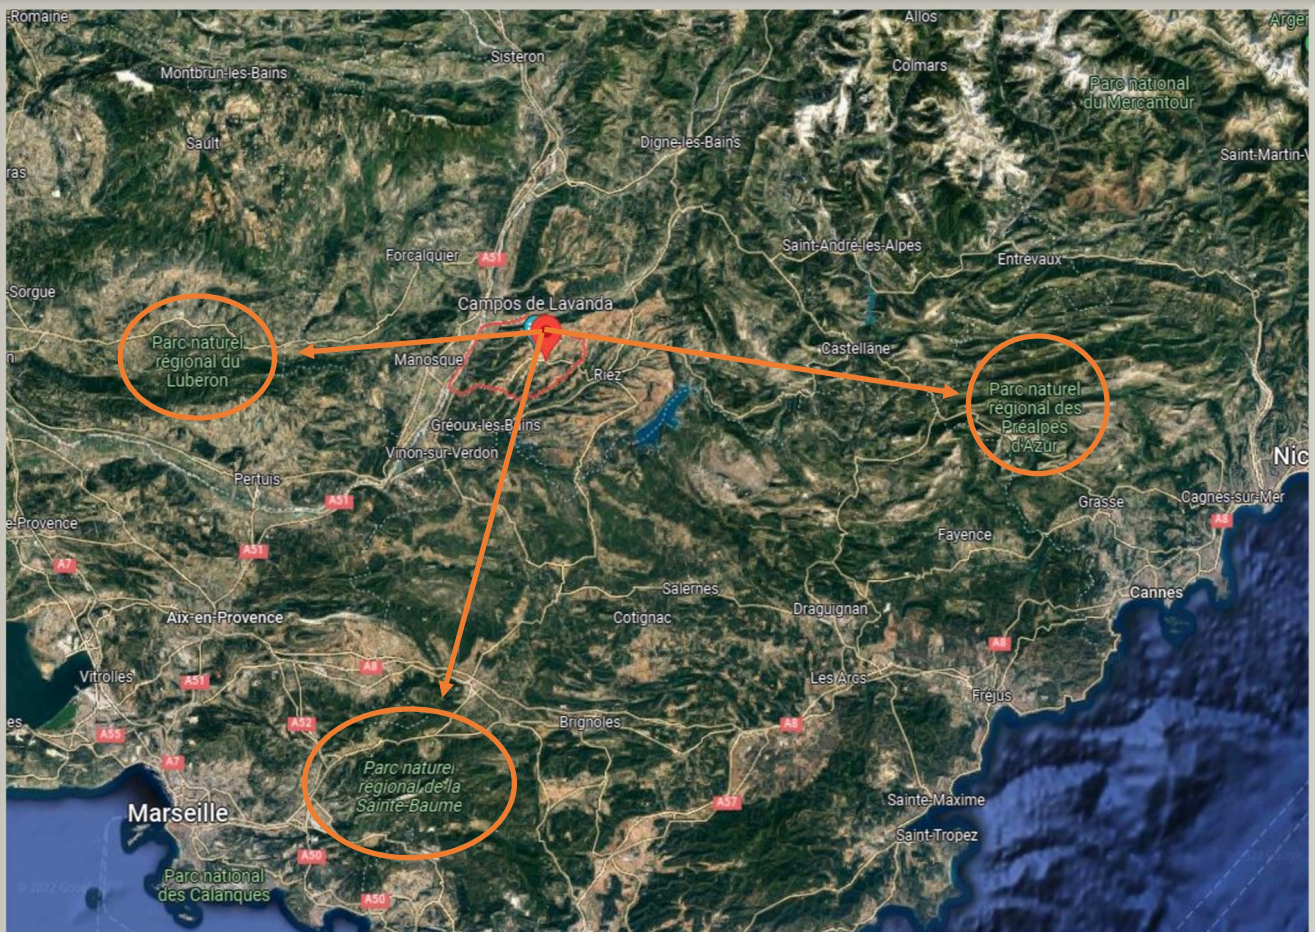 -Romaine
Allos
Argen
Sisteron
Colmars
Montbrun-les-Bains
Parc national
du Mercantour
Sault
Digne-les-Bains
Saint-Martin-V
ras
Saint-André-les-Alpes
Forcalquier
A51
Entrevaux
-Sorgue
Campos de Lavanda
Parc naturel
régional du
Luberon
n
Manosque
Castellane
Riez
Parc naturel
régional des
Préalpes
d'Azur
Gréoux-les-Bains
Vinon-sur-Verdon
Nic
Pertuis
A51
Grasse
Cagnes-sur-Mer
A8
e-Provence
Fayence
A51
A7
Salernes
Cannes
Aix-en-Provence
Cotignac
Draguignan
A8
A8
Vitrolles
A51
Les Arcs
Fréjus
es
A52
Brignoles
A8
A55
A7
Parc naturel
régional de la
Sainte-Baume
Marseille
A57
Sainte-Maxime
Saint-Tropez
A50
Parc national
des Calanques
A50